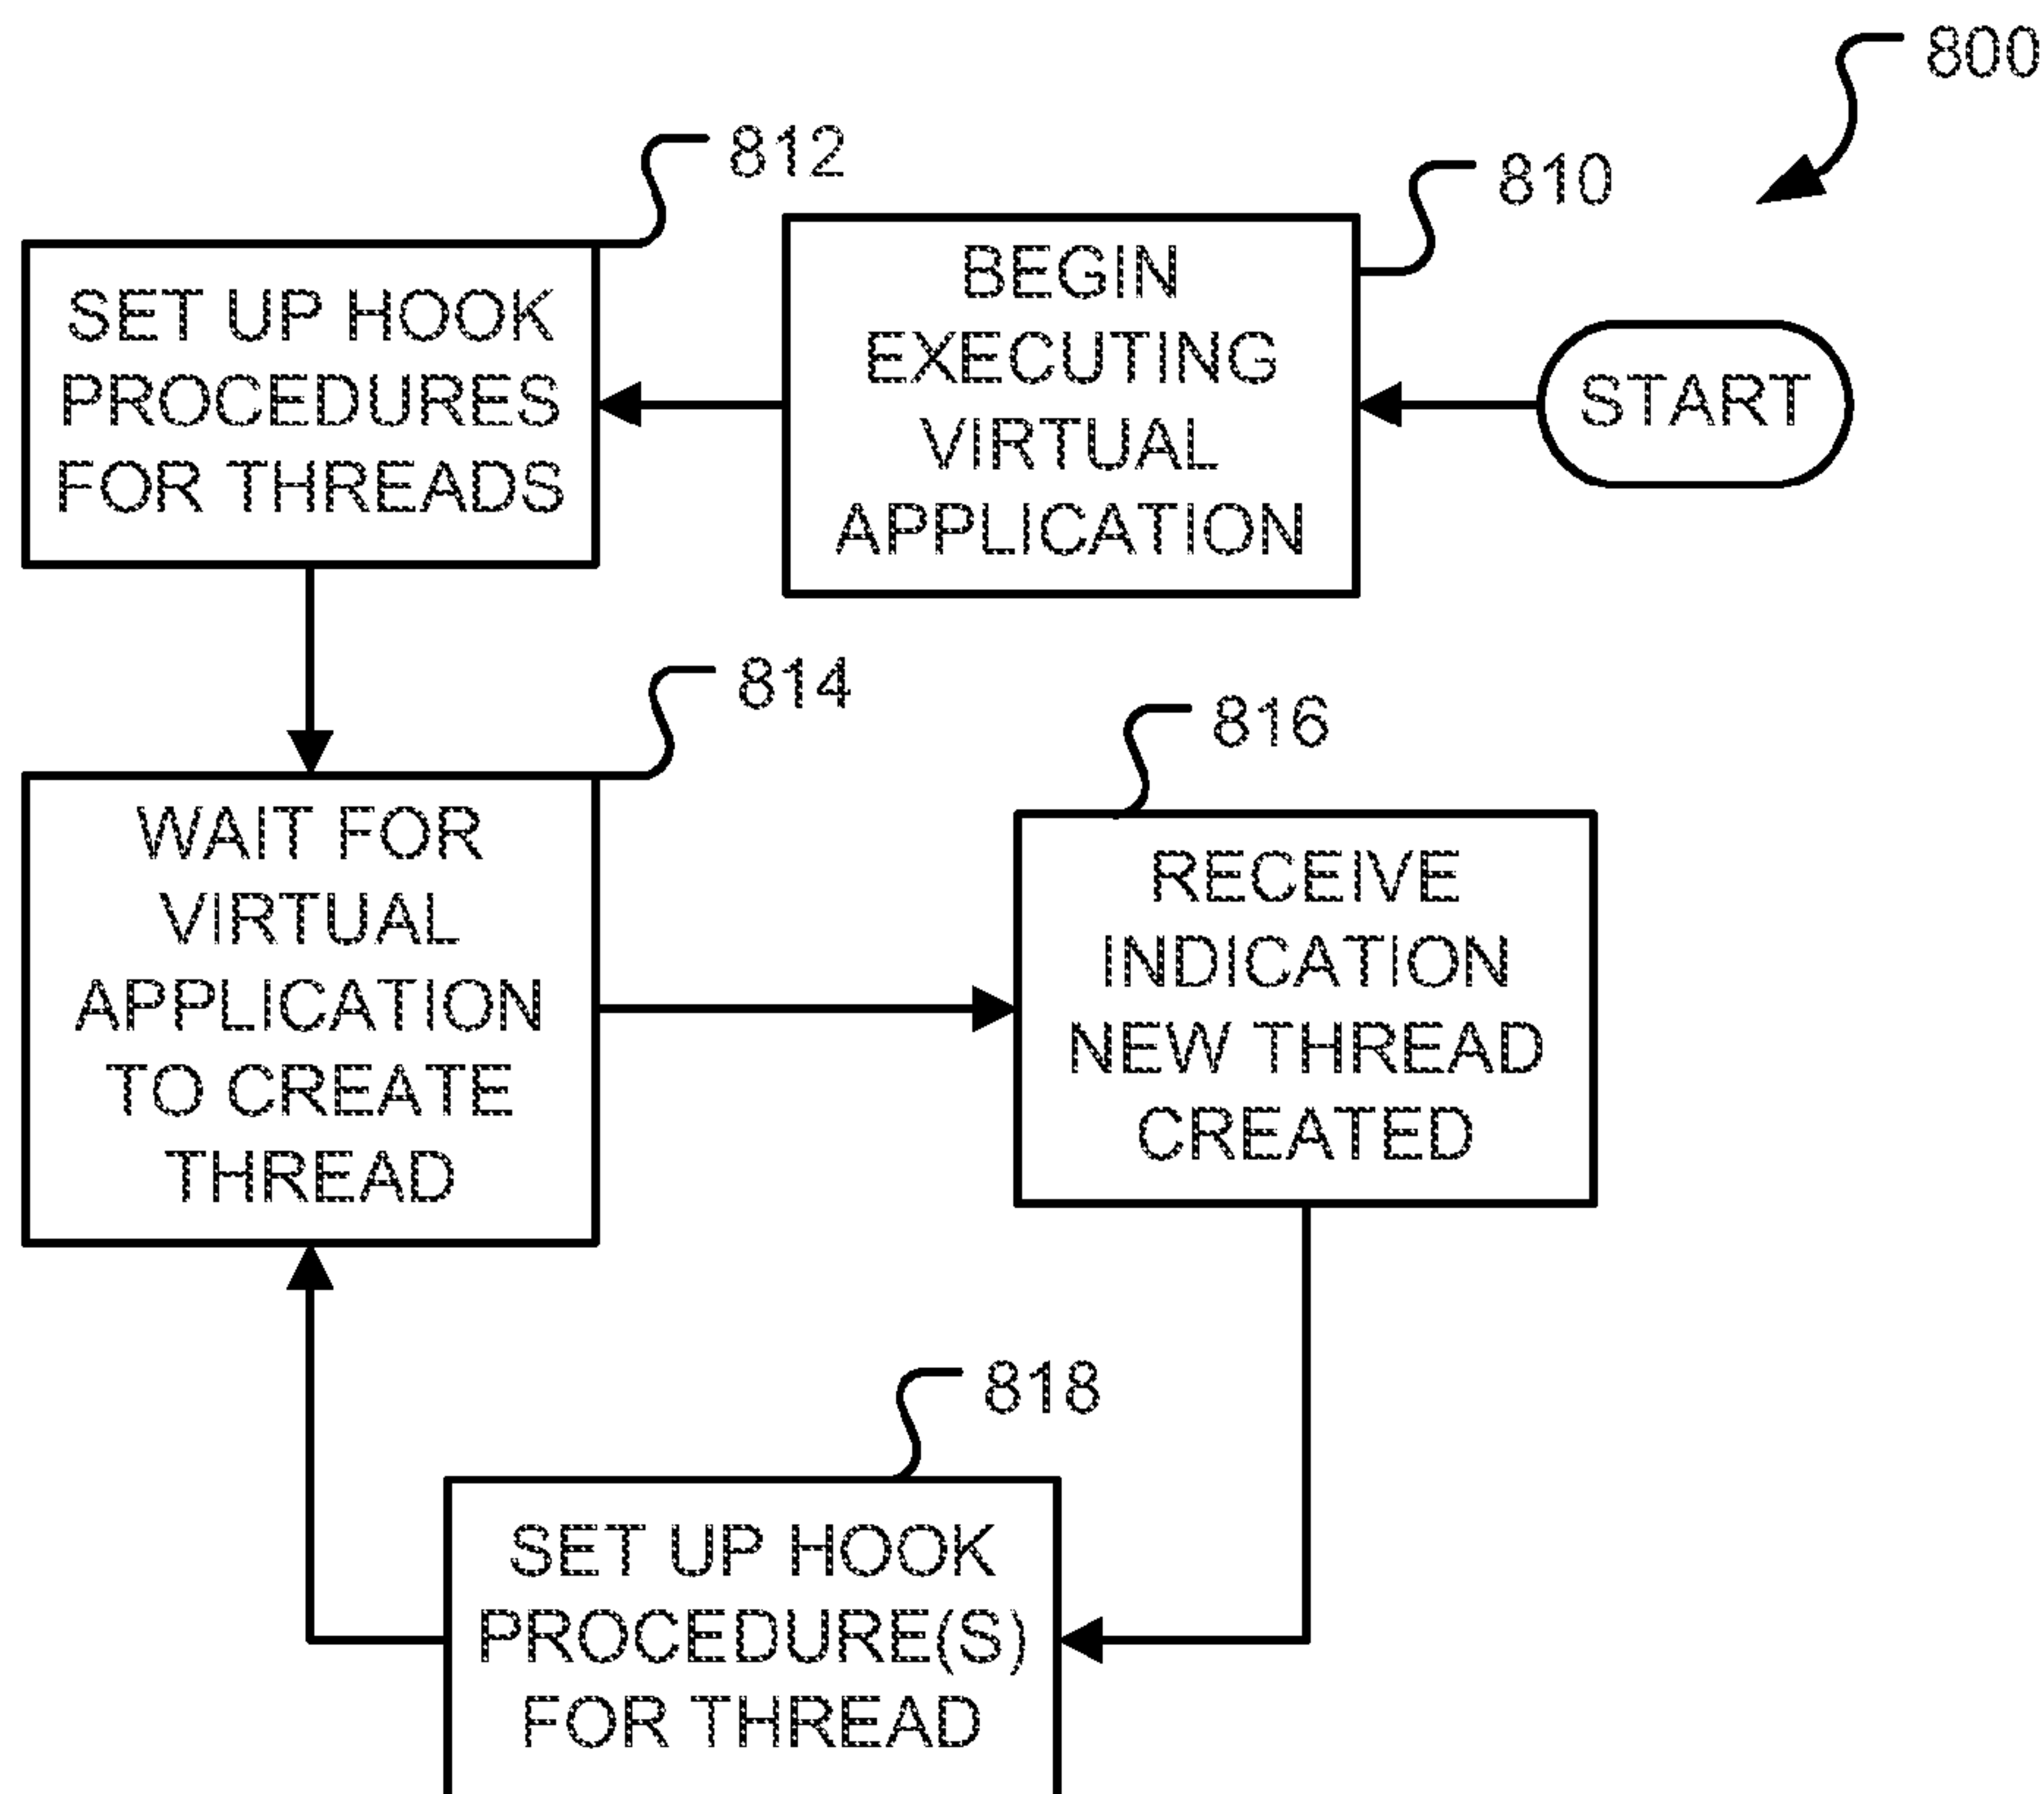 800
812
810
SET UP HOOK
PROCEDURES
FOR THREADS
BEGIN
EXECUTING
VIRTUAL
APPLICATION
START
814
816
WAIT FOR
VIRTUAL
APPLICATION
TO CREATE
THREAD
RECEIVE
INDICATION
NEW THREAD
CREATED
818
SET UP HOOK
PROCEDURE(S)
FOR THREAD